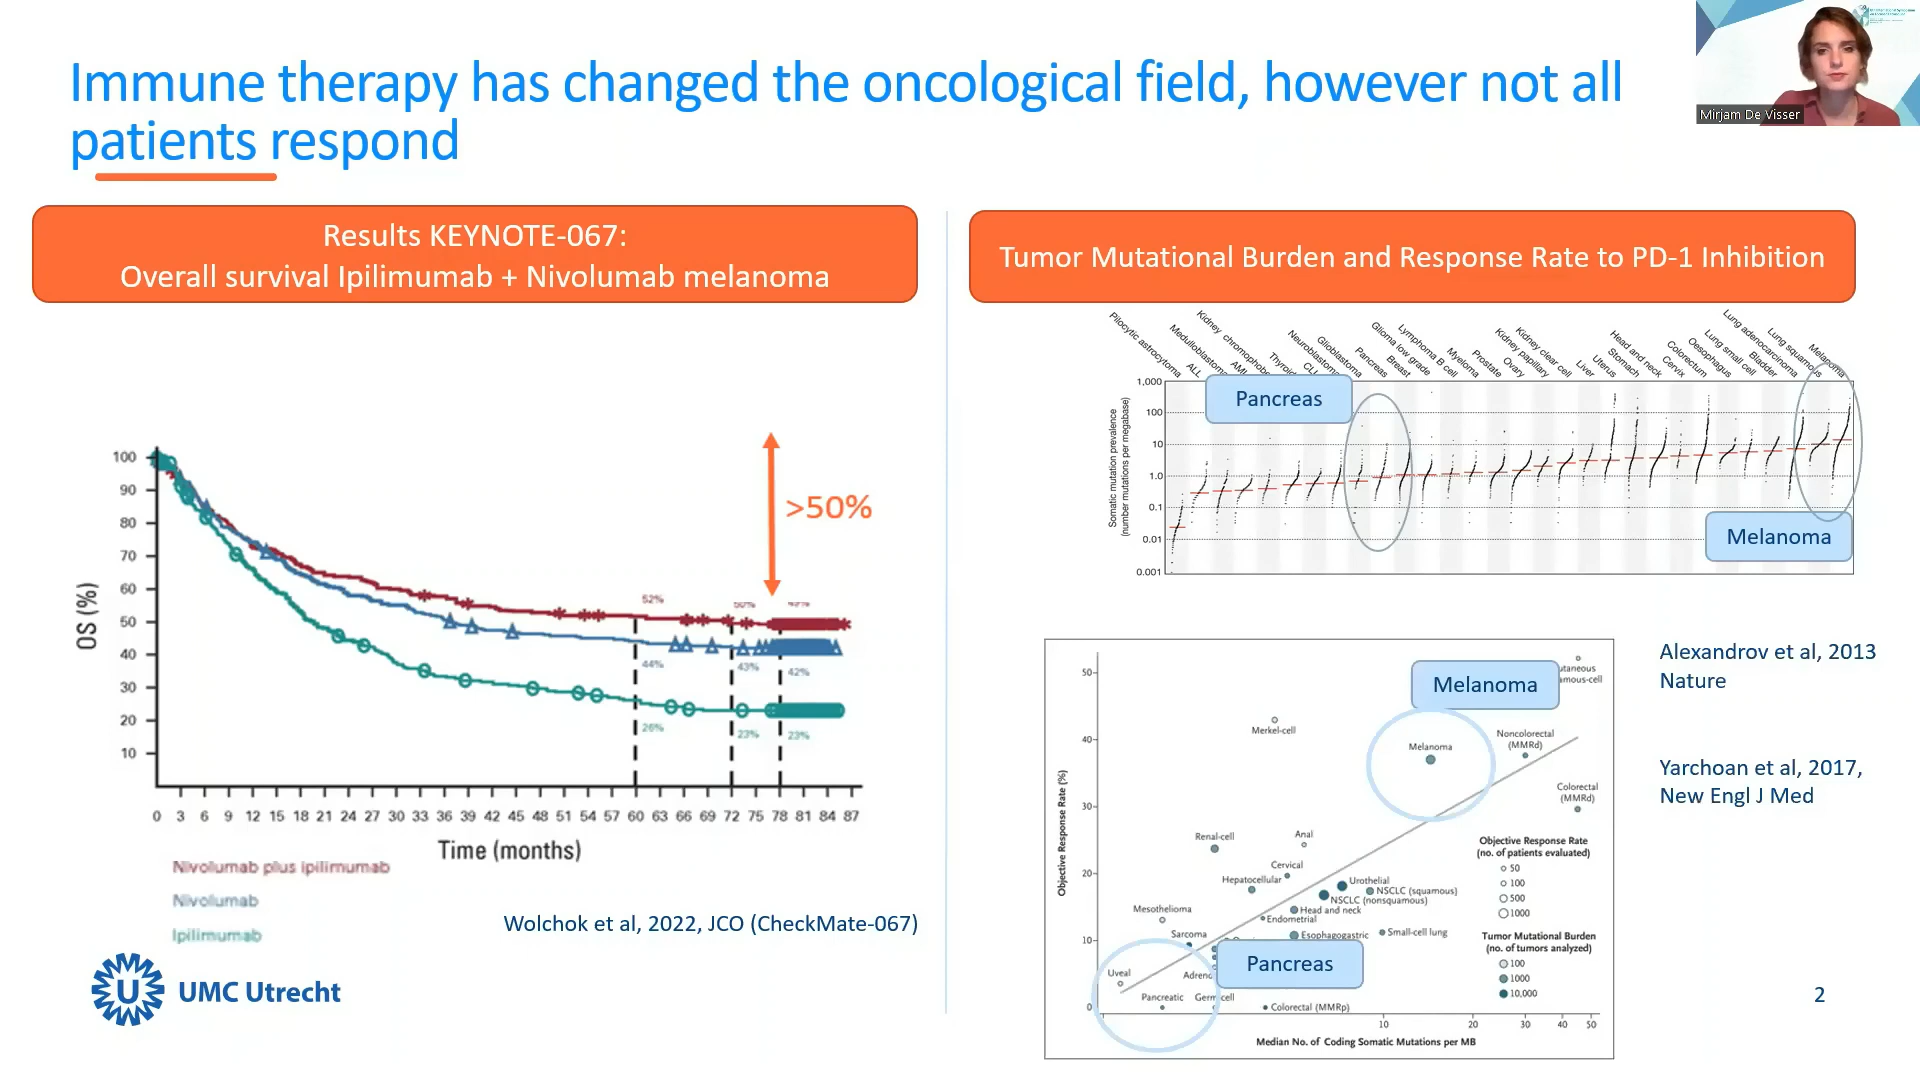 Immune therapy has changed the oncological field, however not all
patients respond
Mirjam De Visser
Results KEYNOTE-067:
Overall survival Ipilimumab + Nivolumab melanoma
100
90
80
70
60
50
40
30
20
10
OS (%)
>50%
52%
50%
49%
44%
43%
42%
26%
23%
23%
0 3 6 9 12 15 18 21 24 27 30 33 36 39 42 45 48 51 54 57 60 63 66 69 72 75 78 81 84 87
Time (months)
Nivolumab plus ipilimumab
Nivolumab
Ipilimumab
Wolchok et al, 2022, JCO (CheckMate-067)
UMC Utrecht
Tumor Mutational Burden and Response Rate to PD-1 Inhibition
Pilocytic astrocytoma
ALL
Medulloblastoma
Kidney chromophobe
AML
Thyroid
Neuroblastoma
CLL
Glioblastoma
Pancreas
Glioma low grade
Breast
Lymphoma B cell
Myeloma
Prostate
Kidney papillary
Ovary
Kidney clear cell
Liver
Uterus
Stomach
Head and neck
Cervix
Colorectum
Lung small cell
Oesophagus
Bladder
Lung adenocarcinoma
Lung squamous
Melanoma
Somatic mutation prevalence
(number mutations per megabase)
1,000
100
10
1.0
0.1
0.01
0.001
Pancreas
Melanoma
Objective Response Rate (%)
50
40
30
20
10
0
utaneous
amous-cell
Melanoma
Merkel-cell
Melanoma
Noncolorectal
(MMRd)
Colorectal
(MMRd)
Renal-cell
Anal
Cervical
Hepatocellular
Urothelial
NSCLC (squamous)
NSCLC (nonsquamous)
Mesothelioma
Head and neck
Endometrial
Sarcoma
Esophagogastric
Small-cell lung
Pancreas
Uveal
Adreno
Pancreatic
Germ-cell
Colorectal (MMRp)
Objective Response Rate
(no. of patients evaluated)
50
100
500
1000
Tumor Mutational Burden
(no. of tumors analyzed)
100
1000
10,000
10 20 30 40 50
Median No. of Coding Somatic Mutations per MB
Alexandrov et al, 2013
Nature
Yarchoan et al, 2017,
New Engl J Med
2